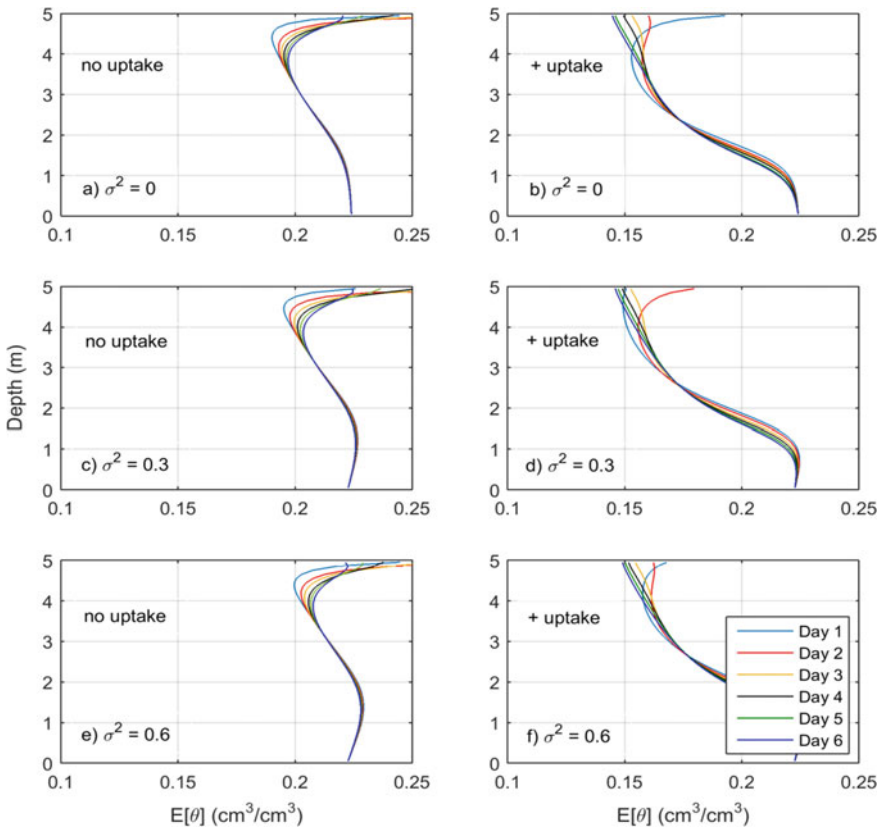 5
4
3
2
1
0
no uptake
a) σ² = 0
0.1 0.15 0.2 0.25
5
4
3
2
1
0
+ uptake
b) σ² = 0
0.1 0.15 0.2 0.25
Depth (m)
5
4
3
2
1
0
no uptake
c) σ² = 0.3
0.1 0.15 0.2 0.25
5
4
3
2
1
0
+ uptake
d) σ² = 0.3
0.1 0.15 0.2 0.25
5
4
3
2
1
0
no uptake
e) σ² = 0.6
0.1 0.15 0.2 0.25
E[θ] (cm³/cm³)
5
4
3
2
1
0
+ uptake
f) σ² = 0.6
Day 1
Day 2
Day 3
Day 4
Day 5
Day 6
0.1 0.15 0.2 0.25
E[θ] (cm³/cm³)